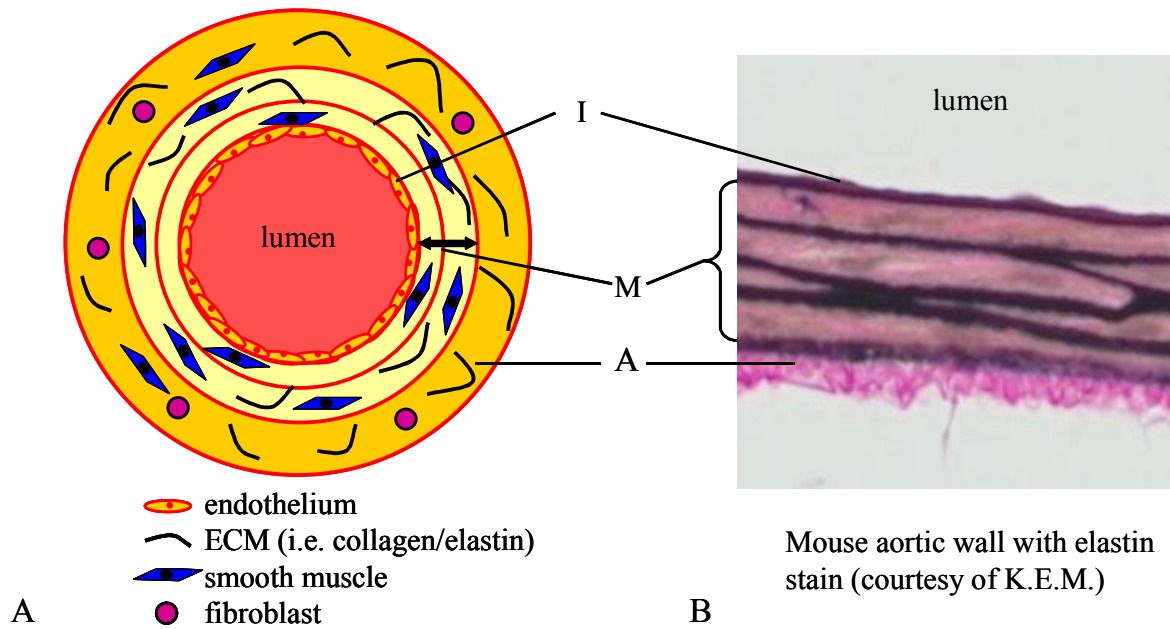 lumen
I
lumen
M
A
endothelium
ECM (i.e. collagen/elastin)
smooth muscle
fibroblast
A
Mouse aortic wall with elastin
stain (courtesy of K.E.M.)
B